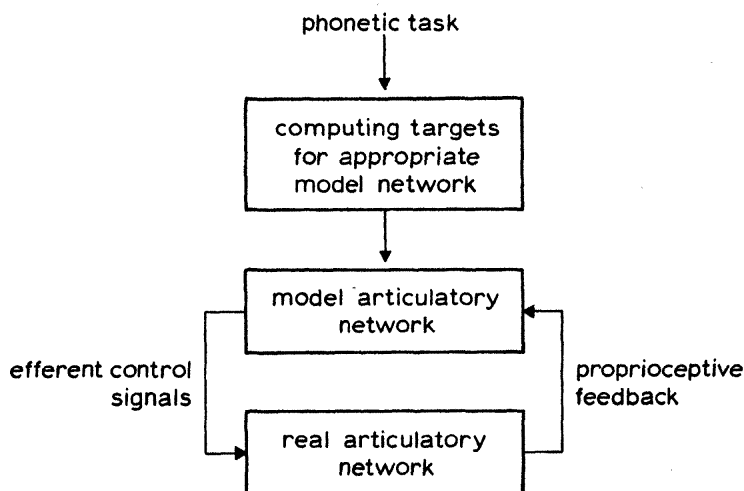 phonetic task
computing targets
for appropriate
model network
model articulatory
network
efferent control
signals
proprioceptive
feedback
real articulatory
network